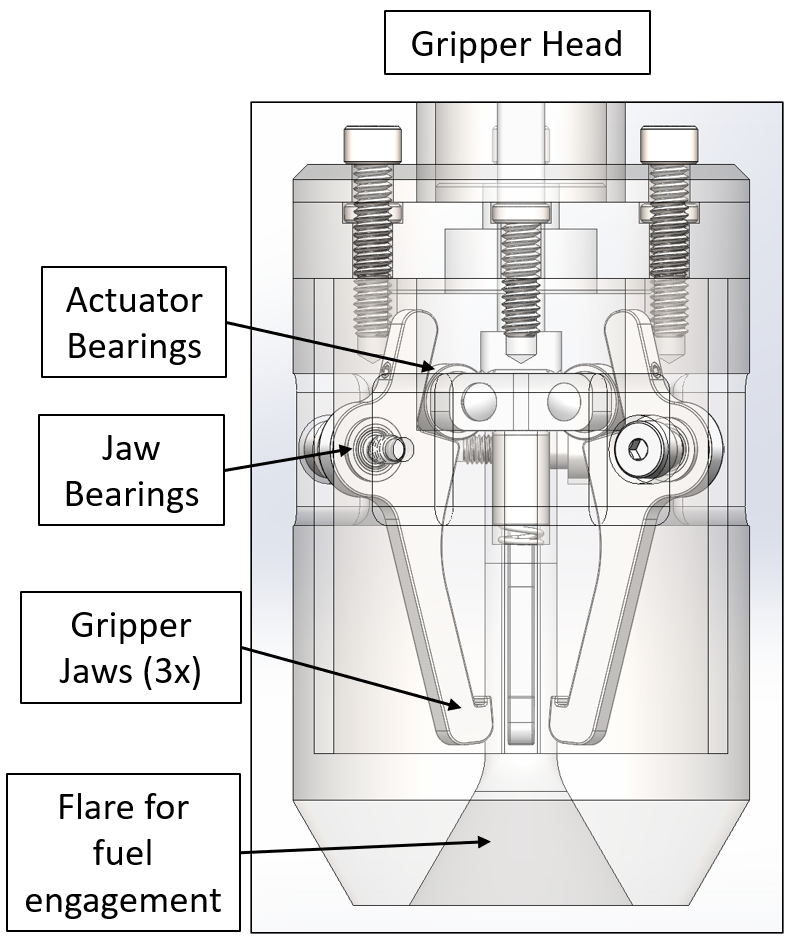 Gripper Head
Actuator
Bearings
Jaw
Bearings
Gripper
Jaws (3x)
Flare for
fuel
engagement